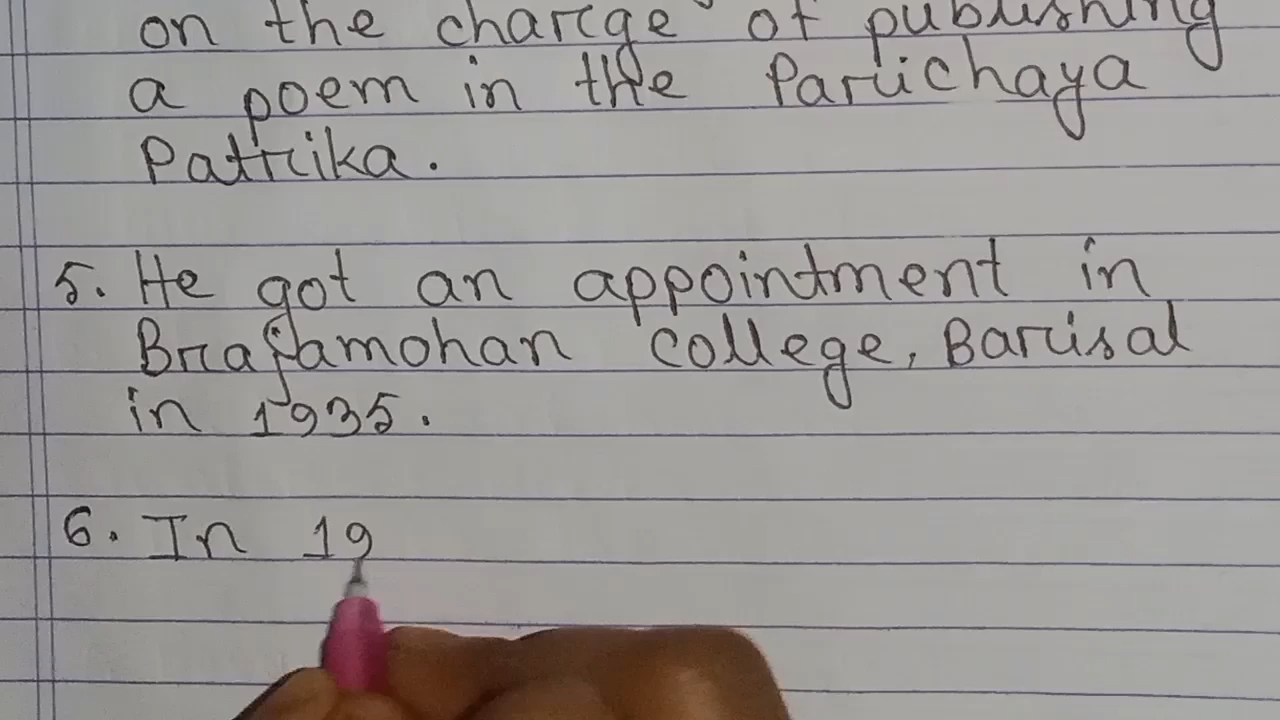 on the charge of publishing
a poem in the Parichaya
Patrika.
5. He got an appointment in
Brajamohan college, Barisal
in 1935.
6. In 19